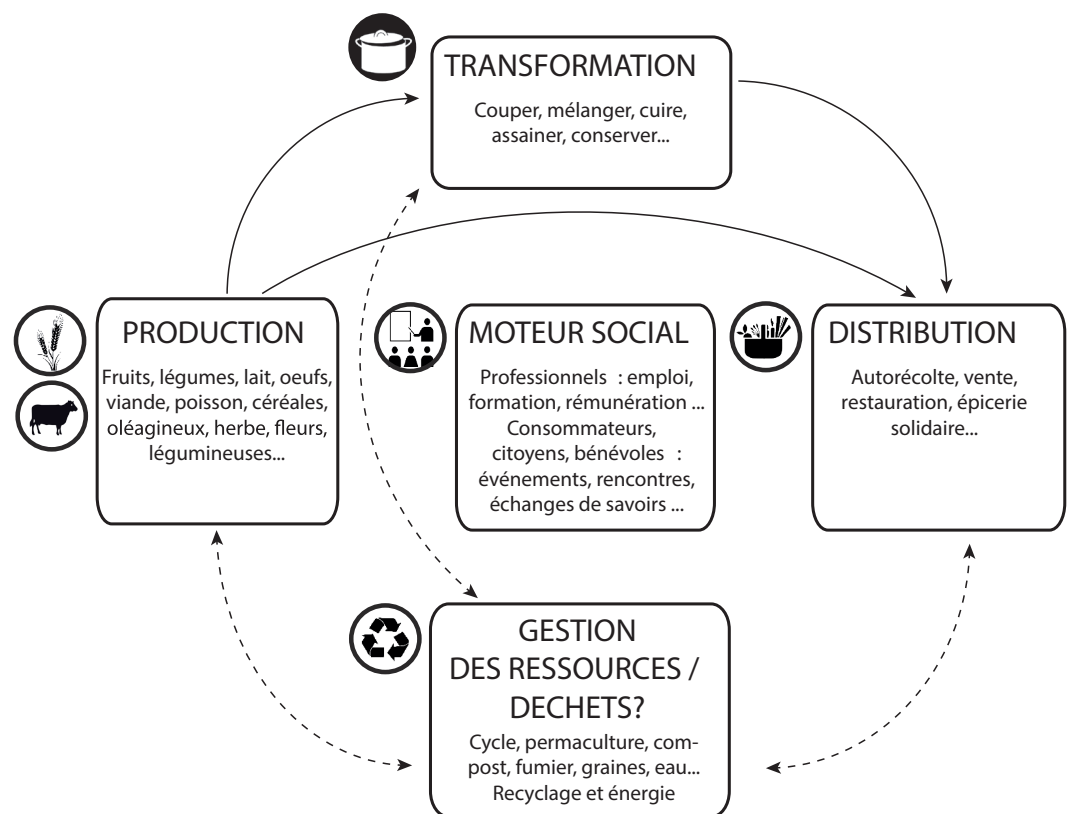 TRANSFORMATION
Couper, mélanger, cuire,
assainer, conserver...
PRODUCTION
Fruits, légumes, lait, oeufs,
viande, poisson, céréales,
oléagineux, herbe, fleurs,
légumineuses...
MOTEUR SOCIAL
Professionnels : emploi,
formation, rémunération ...
Consommateurs,
citoyens, bénévoles :
événements, rencontres,
échanges de savoirs ...
DISTRIBUTION
Autorécolte, vente,
restauration, épicerie
solidaire...
GESTION
DES RESSOURCES /
DECHETS?
Cycle, permaculture, com-
post, fumier, graines, eau...
Recyclage et énergie